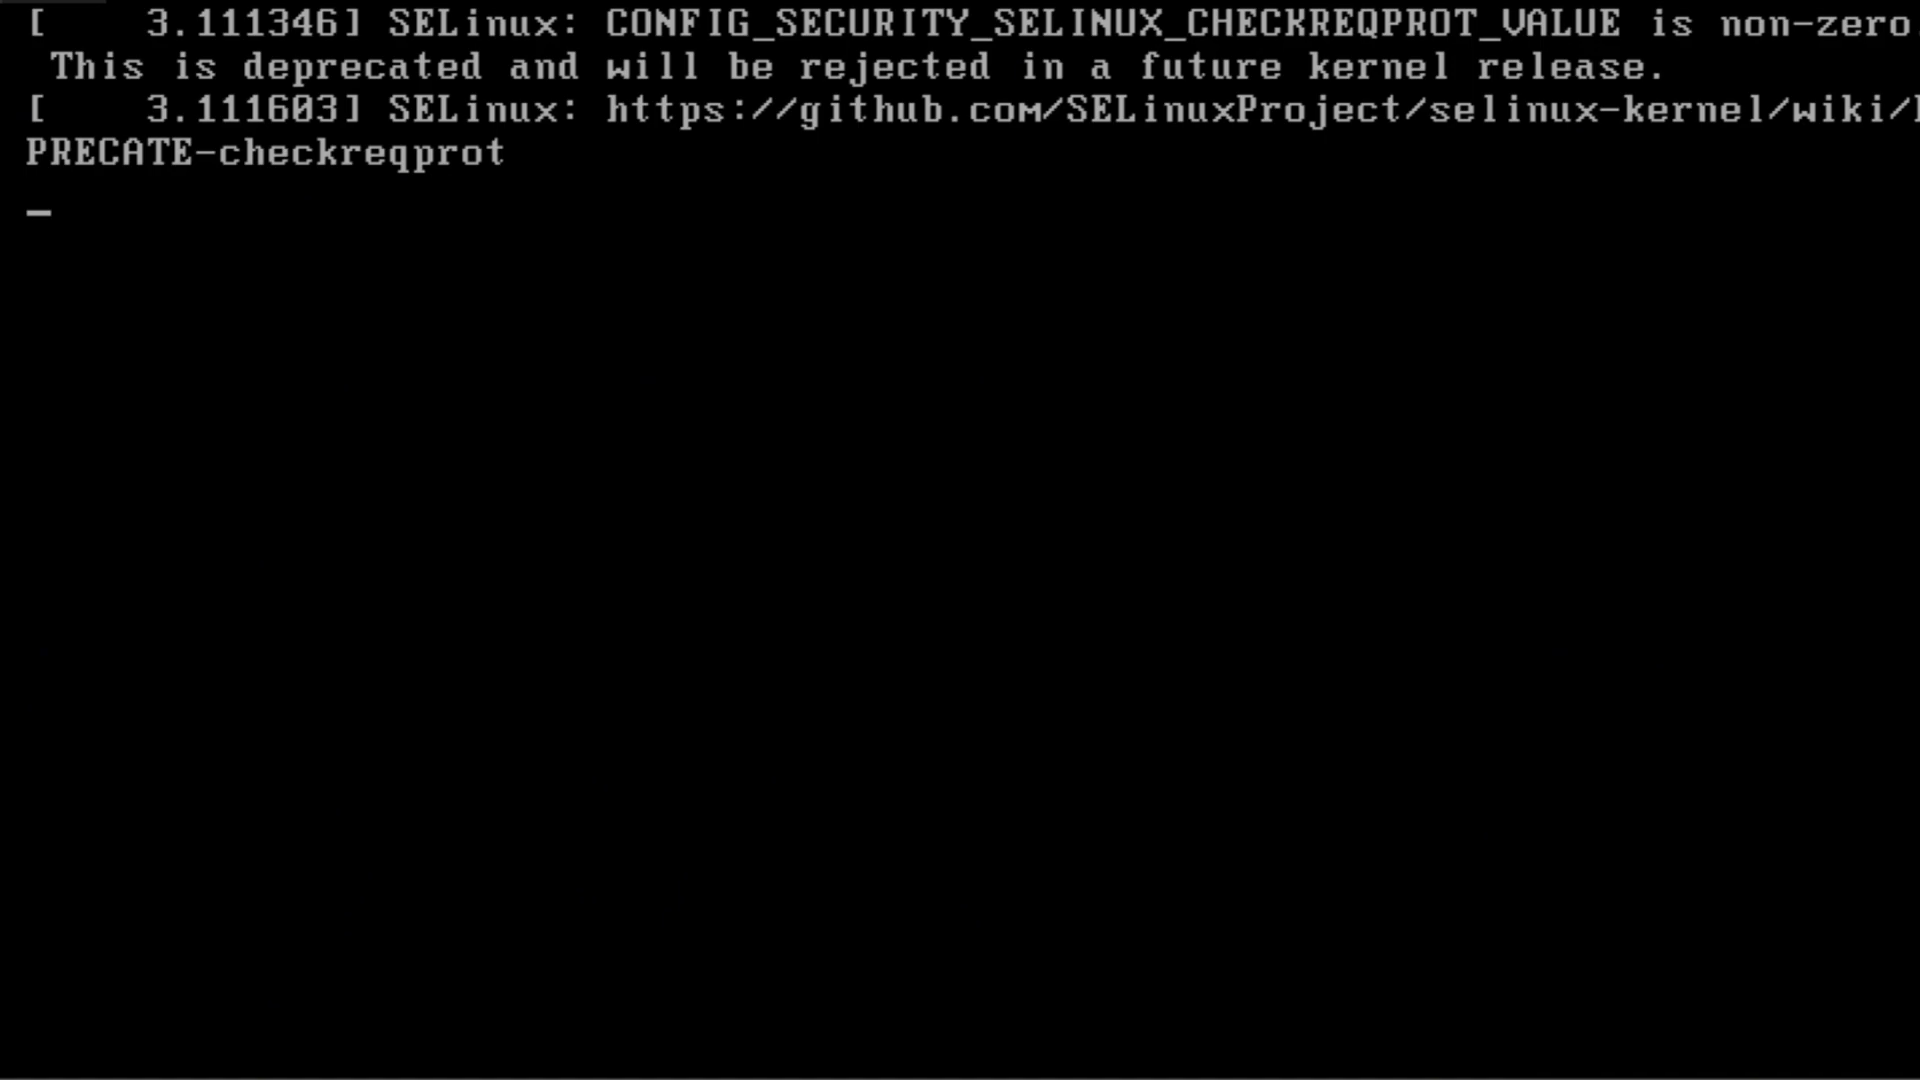 [    3.111346] SELinux: CONFIG_SECURITY_SELINUX_CHECKREQPROT_VALUE is non-zero
 This is deprecated and will be rejected in a future kernel release.
[    3.111603] SELinux: https://github.com/SELinuxProject/selinux-kernel/wiki/
PRECATE-checkreqprot